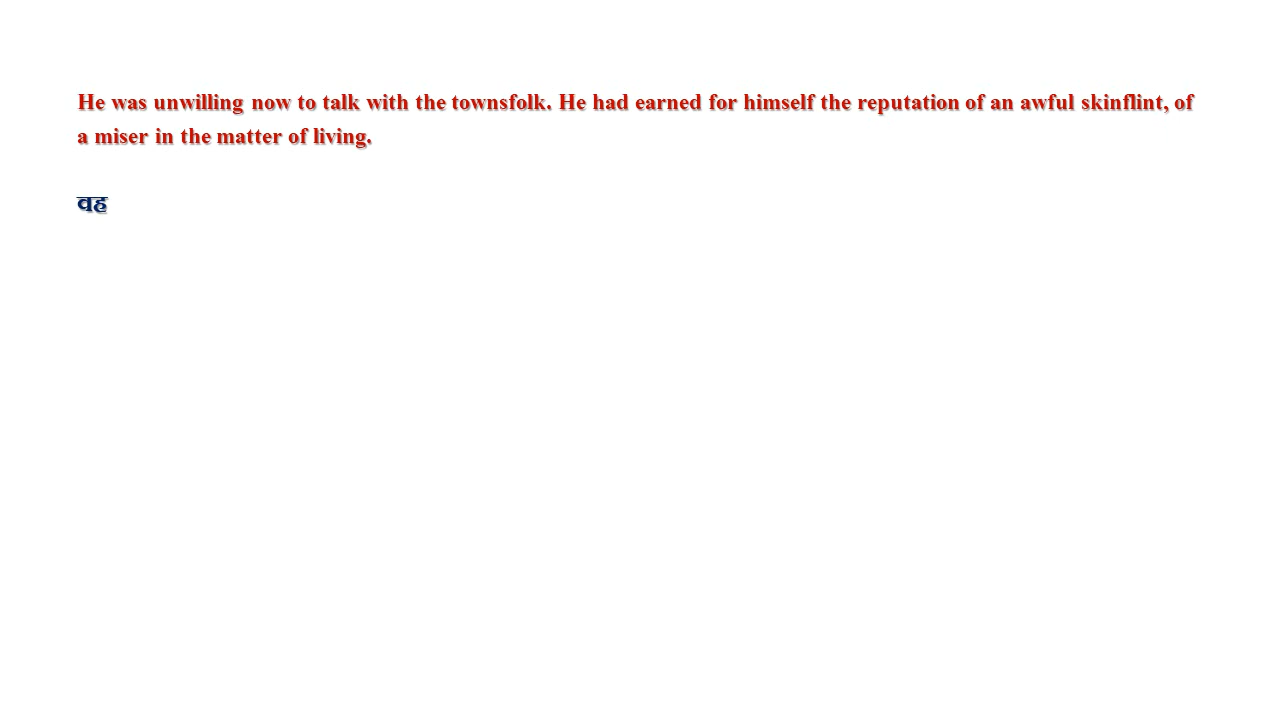 He was unwilling now to talk with the townsfolk. He had earned for himself the reputation of an awful skinflint, of
a miser in the matter of living.
वह